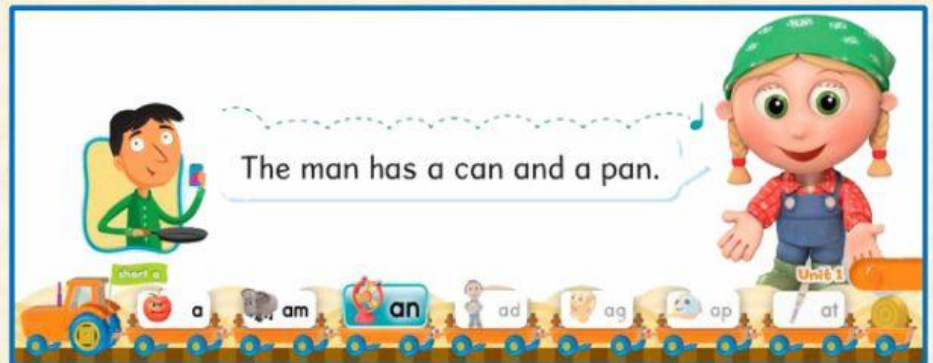 The man has a can and a pan.
short a
Unit 1
a
am
an
ad
ag
ap
at